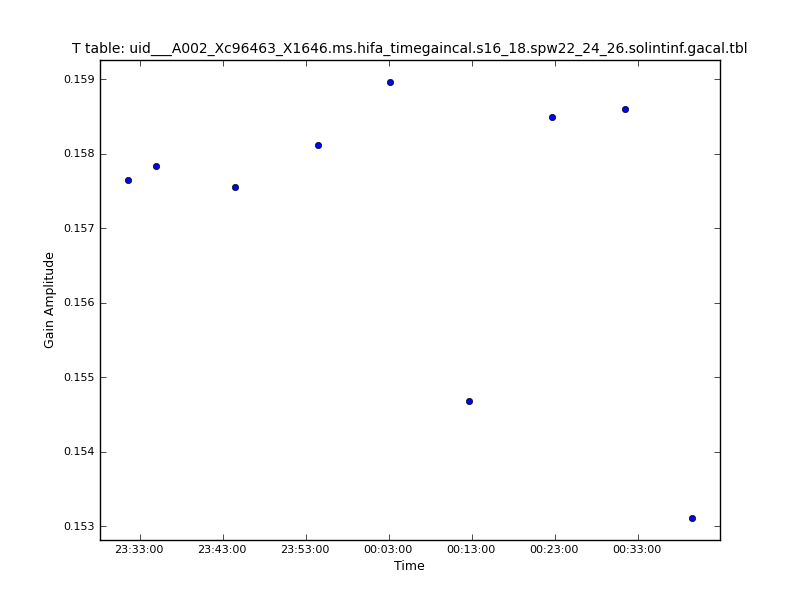 T table: uid___A002_Xc96463_X1646.ms.hifa_timegaincal.s16_18.spw22_24_26.solintinf.gacal.tbl
0.159
0.158
0.157
0.156
0.155
0.154
0.153
Gain Amplitude
23:33:00 23:43:00 23:53:00 00:03:00 00:13:00 00:23:00 00:33:00
Time